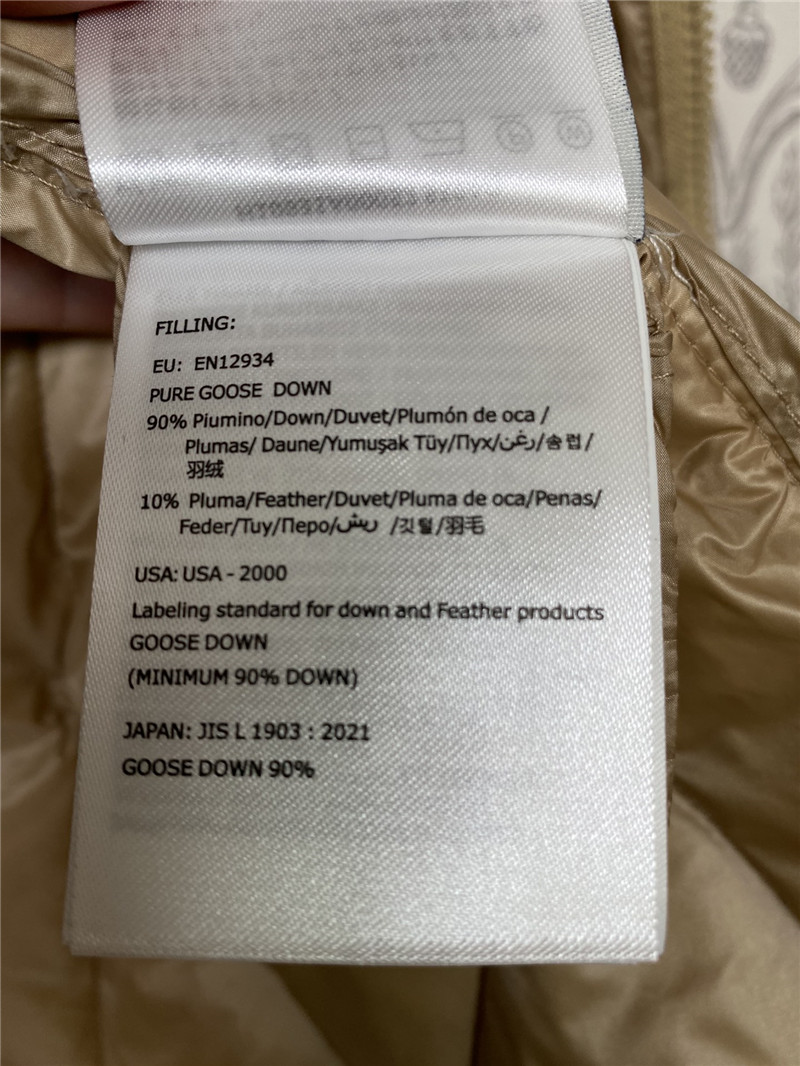 FILLING:
EU: EN12934
PURE GOOSE DOWN
90% Piumino/Down/Duvet/Plumón de oca /
Plumas/ Daune/Yumuşak Tüy/Пух/زغن/솜 털/
羽绒
10% Pluma/Feather/Duvet/Pluma de oca/Penas/
Feder/Tuy/Перо/ریش /깃털/羽毛
USA: USA - 2000
Labeling standard for down and Feather products
GOOSE DOWN
(MINIMUM 90% DOWN)
JAPAN: JIS L 1903 : 2021
GOOSE DOWN 90%